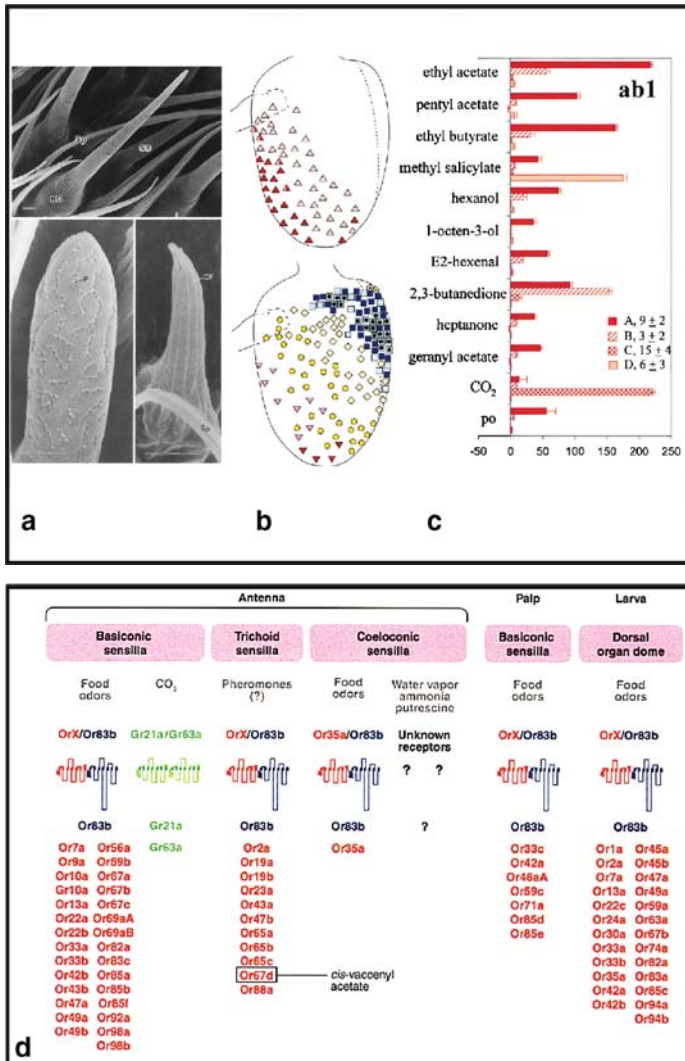 ethyl acetate
ab1
pentyl acetate
ethyl butyrate
methyl salicylate
hexanol
1-octen-3-ol
E2-hexenal
2,3-butanedione
heptanone
geranyl acetate
CO2
po
A, 9 ± 2
B, 3 ± 2
C, 15 ± 4
D, 6 ± 3
-50 0 50 100 150 200 250
a b c
Antenna Palp Larva
Basiconic sensilla
Trichoid sensilla
Coeloconic sensilla
Basiconic sensilla
Dorsal organ dome
Food odors
CO2
Pheromones (?)
Food odors
Water vapor ammonia putrescine
Food odors
Food odors
OrX/Or83b Gr21a/Gr63a OrX/Or83b Or35a/Or83b Unknown receptors OrX/Or83b OrX/Or83b
? ?
Or83b Gr21a Or83b Or83b ? Or83b Or83b
Or7a Or56a Gr63a Or2a Or35a Or33c Or1a Or45a
Or9a Or59b Or19a Or42a Or2a Or45b
Or10a Or67a Or19b Or46aA Or7a Or47a
Gr10a Or67b Or23a Or59c Or13a Or49a
Or13a Or67c Or43a Or71a Or22c Or59a
Or22a Or69aA Or47b Or85d Or24a Or63a
Or22b Or69aB Or65a Or85e Or30a Or67b
Or33a Or82a Or65b Or33a Or74a
Or33b Or83c Or65c Or33b Or82a
Or42b Or85a Or67d cis-vaccenyl acetate Or35a Or83a
Or43b Or85b Or88a Or42a Or85c
Or47a Or85f Or42b Or94a
Or49a Or92a Or94b
Or49b Or98a
Or98b
d